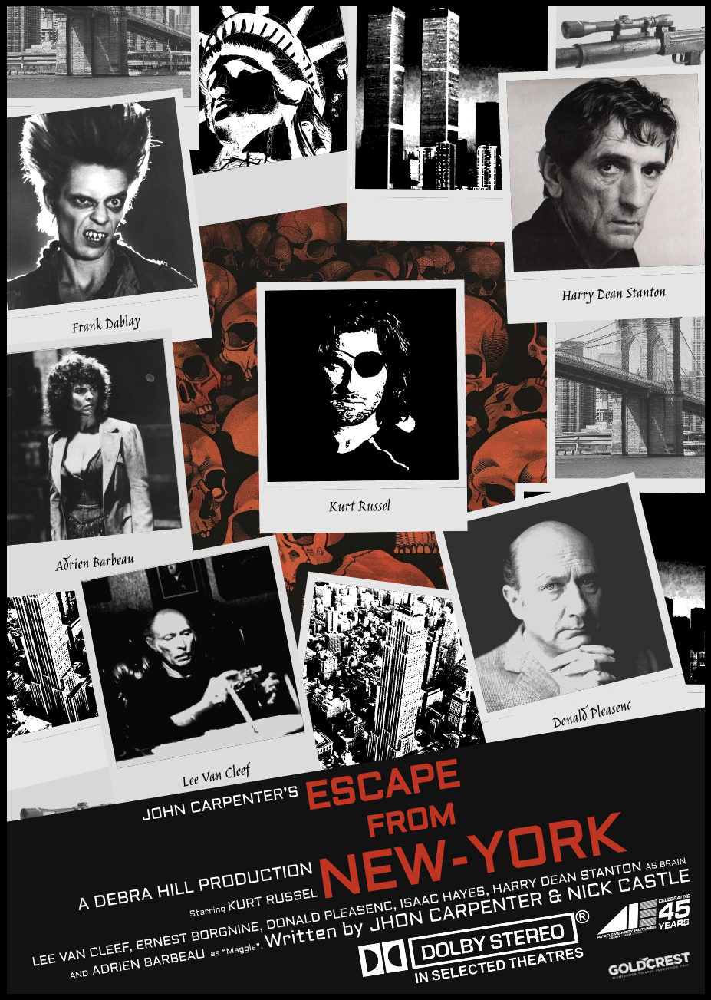 Frank Dablay
Harry Dean Stanton
Kurt Russel
Adrien Barbeau
Donald Pleasenc
Lee Van Cleef
JOHN CARPENTER'S ESCAPE
FROM
NEW-YORK
A DEBRA HILL PRODUCTION
Starring KURT RUSSEL
LEE VAN CLEEF, ERNEST BORGNINE, DONALD PLEASENC, ISAAC HAYES, HARRY DEAN STANTON AS BRAIN
AND ADRIEN BARBEAU as "Maggie", Written by JHON CARPENTER & NICK CASTLE
DOLBY STEREO ®
IN SELECTED THEATRES
AVCO EMBASSY PICTURES
CELEBRATING
45
YEARS
GOLDCREST